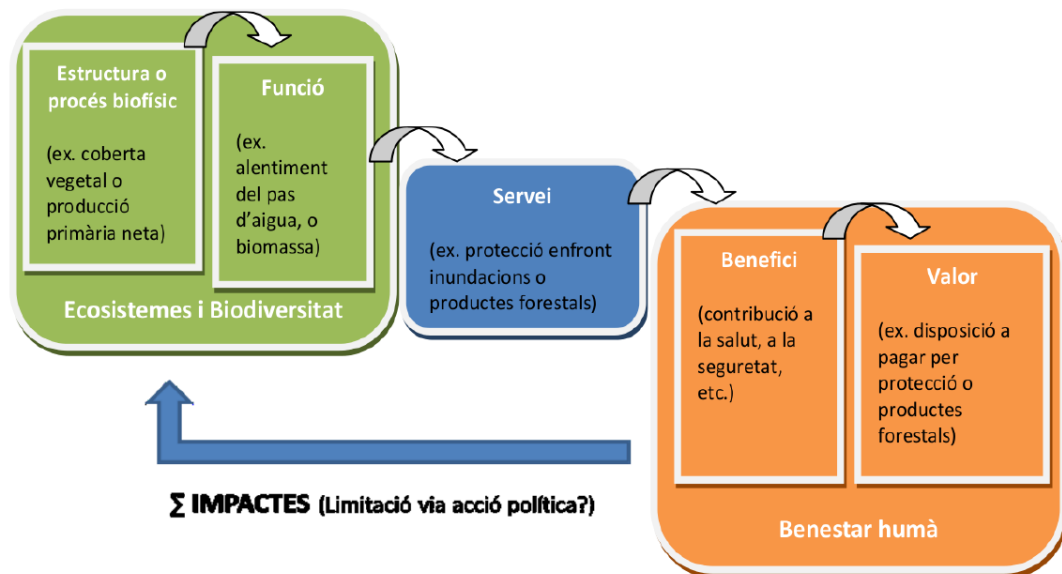 Estructura o
procés biofísic
(ex. coberta
vegetal o
producció
primària neta)
Funció
(ex.
alentiment
del pas
d'aigua, o
biomassa)
Ecosistemes i Biodiversitat
Servei
(ex. protecció enfront
inundacions o
productes forestals)
Benefici
(contribució a
la salut, a la
seguretat,
etc.)
Valor
(ex. disposició a
pagar per
protecció o
productes
forestals)
Benestar humà
∑ IMPACTES (Limitació via acció política?)